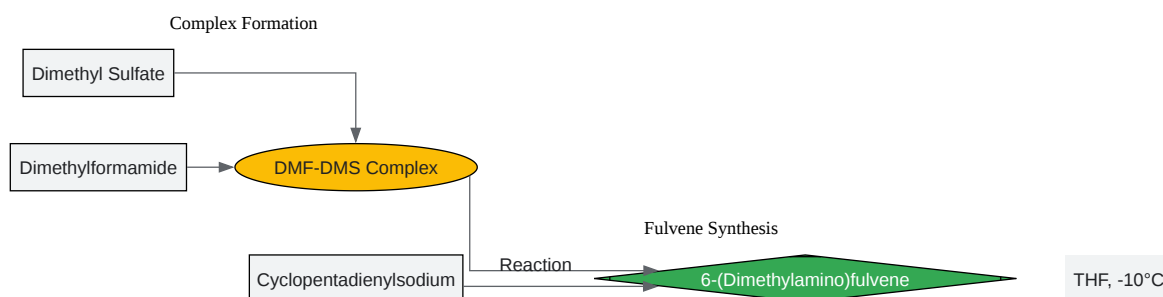 Complex Formation
Dimethyl Sulfate
Dimethylformamide
DMF-DMS Complex
Fulvene Synthesis
Cyclopentadienylsodium
Reaction
6-(Dimethylamino)fulvene
THF, -10°C